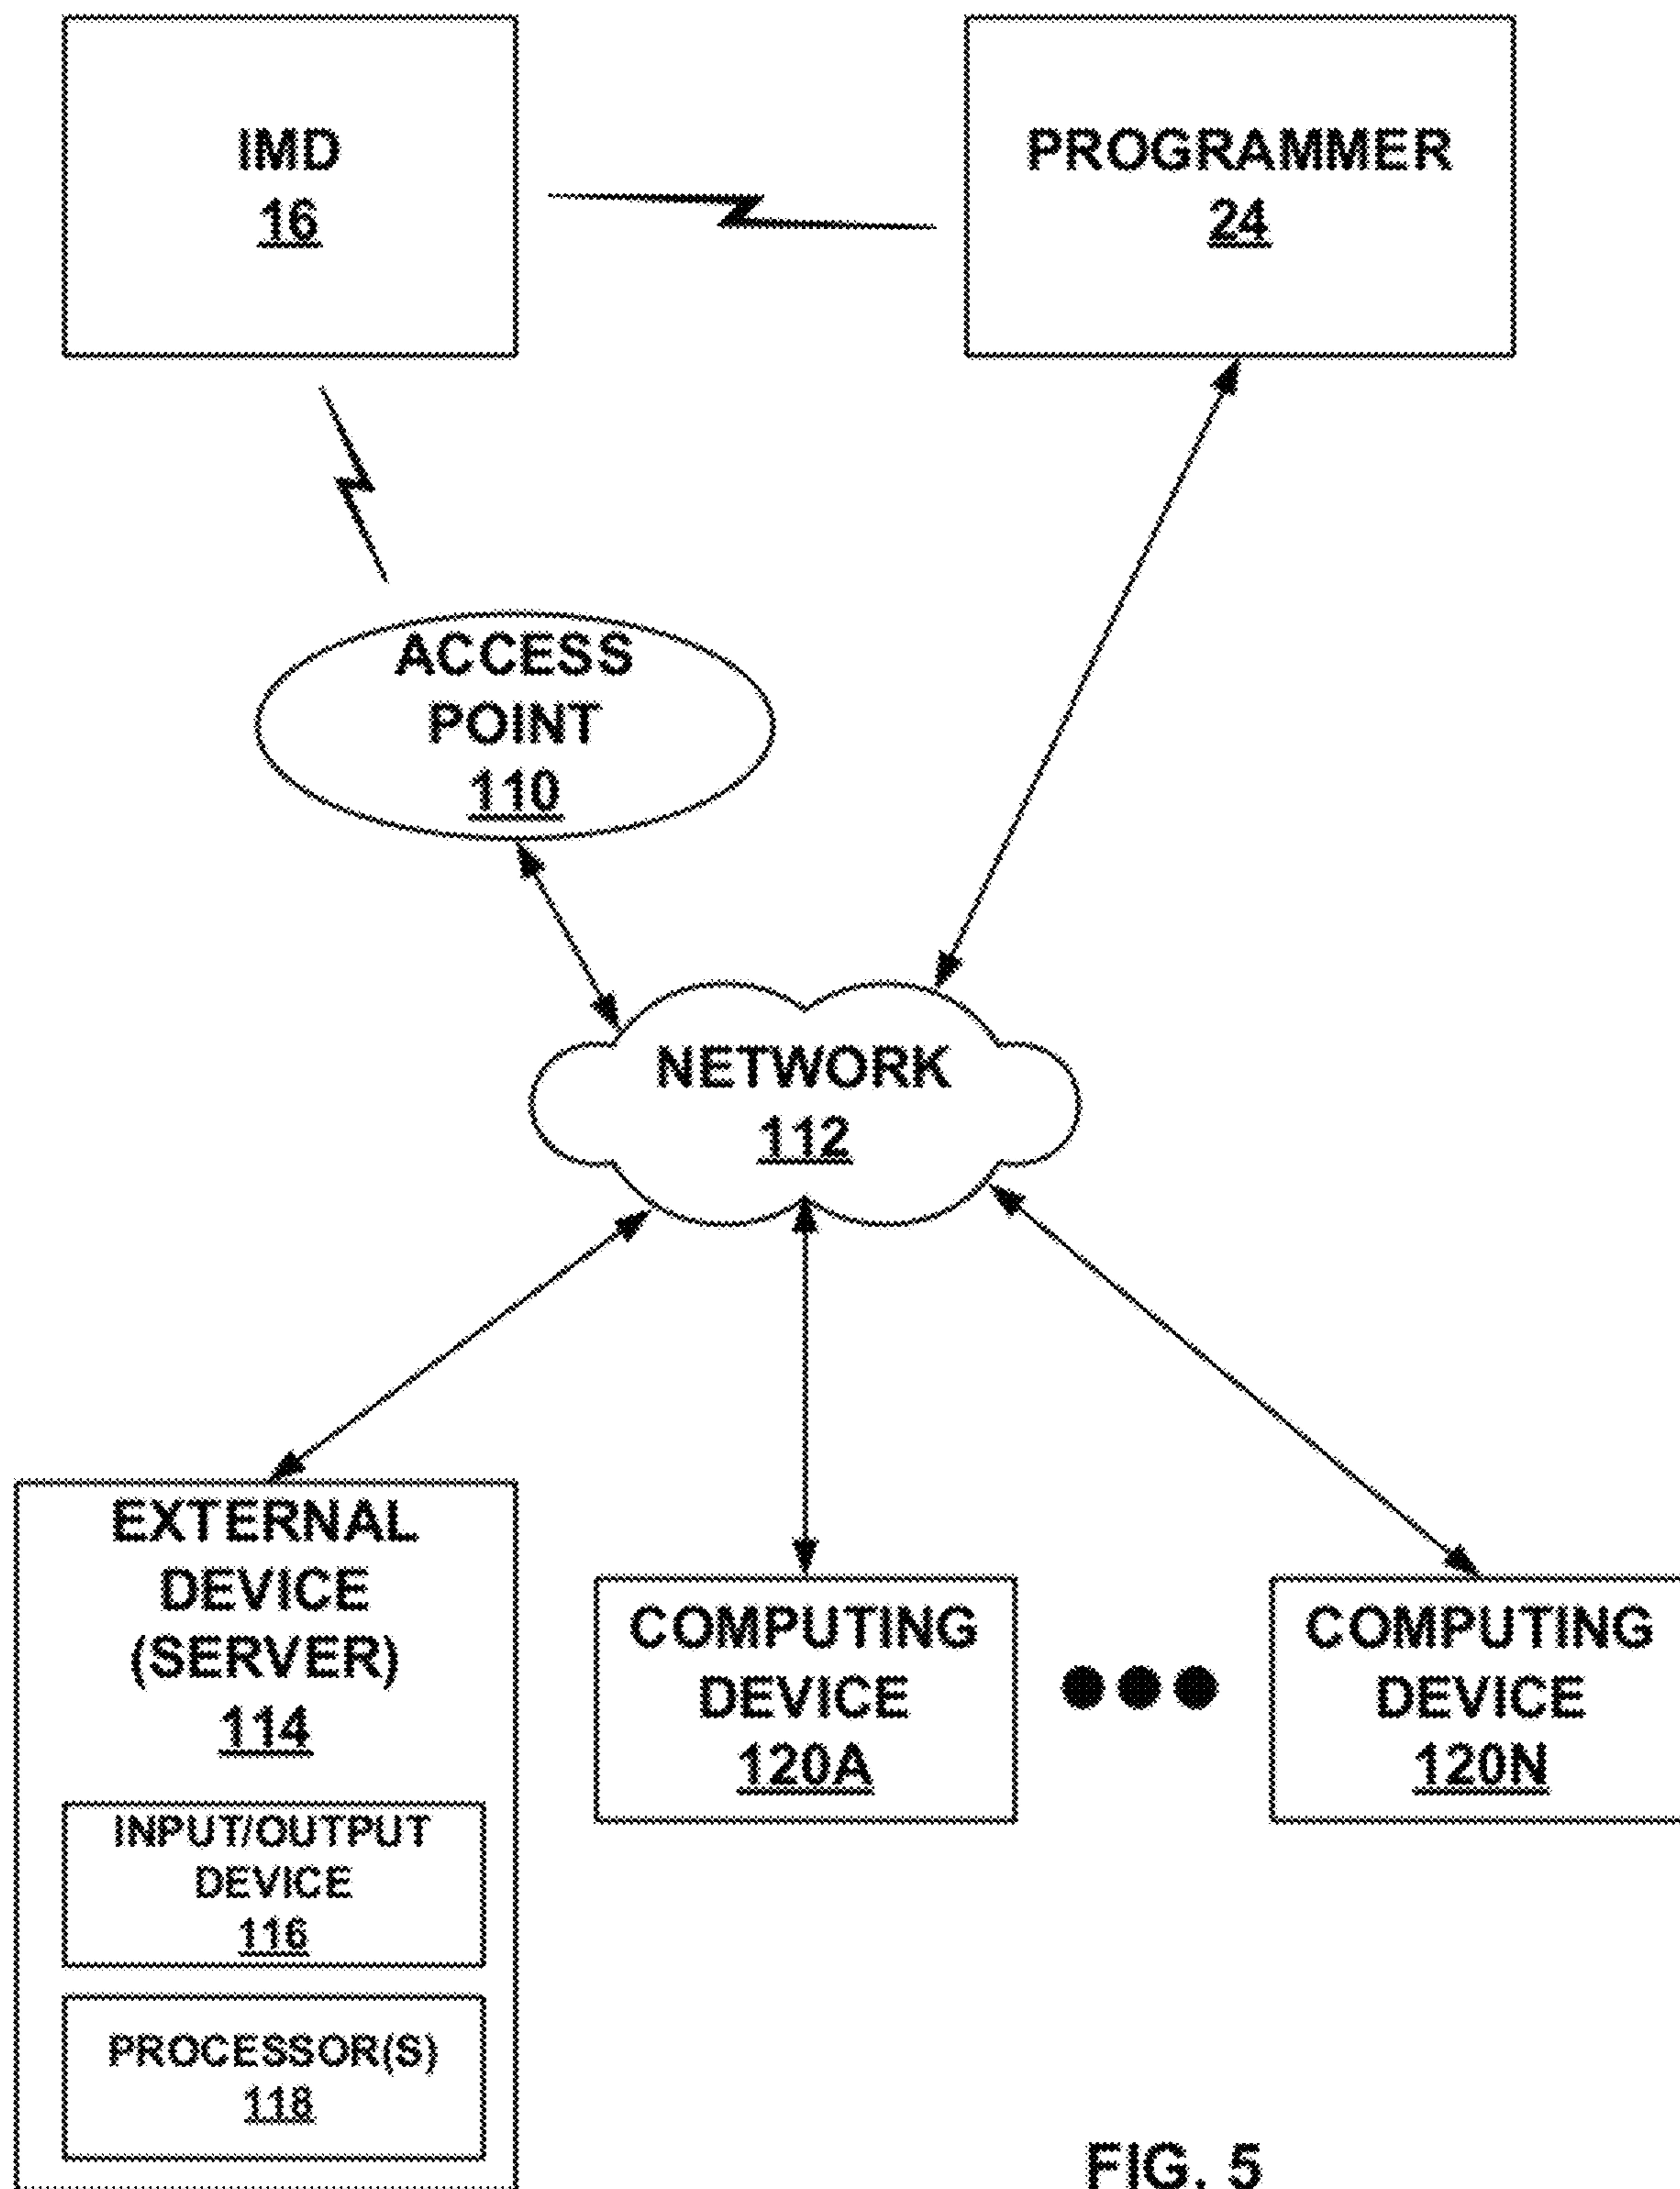 IMD
16
PROGRAMMER
24
ACCESS
POINT
110
NETWORK
112
EXTERNAL
DEVICE
(SERVER)
114
INPUT/OUTPUT
DEVICE
116
PROCESSOR(S)
118
COMPUTING
DEVICE
120A
COMPUTING
DEVICE
120N
FIG. 5